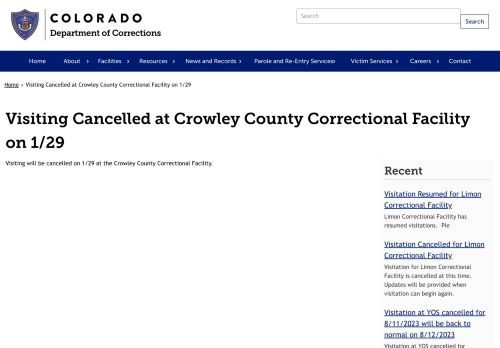 COLORADO
Department of Corrections
Search
Search
Home About › Facilities › Resources › News and Records › Parole and Re-Entry Services› Victim Services › Careers › Contact
Home › Visiting Cancelled at Crowley County Correctional Facility on 1/29
Visiting Cancelled at Crowley County Correctional Facility
on 1/29
Visiting will be cancelled on 1/29 at the Crowley County Correctional Facility.
Recent
Visitation Resumed for Limon
Correctional Facility
Limon Correctional Facility has
resumed visitations. Ple
Visitation Cancelled for Limon
Correctional Facility
Visitation for Limon Correctional
Facility is cancelled at this time.
Updates will be provided when
visitation can begin again.
Visitation at YOS cancelled for
8/11/2023 will be back to
normal on 8/12/2023
Visitation at YOS cancelled for